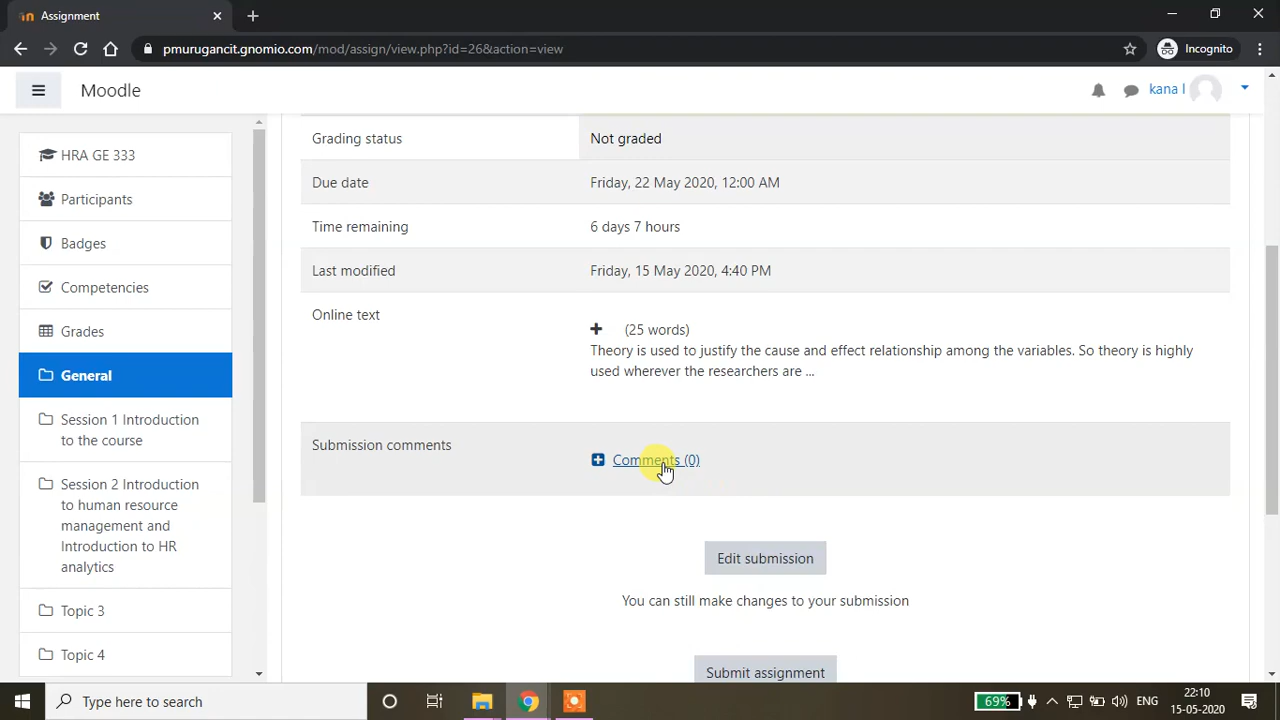 Assignment
pmurugancit.gnomio.com/mod/assign/view.php?id=26&action=view
Incognito
Moodle
kana l
HRA GE 333
Participants
Badges
Competencies
Grades
General
Session 1 Introduction
to the course
Session 2 Introduction
to human resource
management and
Introduction to HR
analytics
Topic 3
Topic 4
Grading status
Not graded
Due date
Friday, 22 May 2020, 12:00 AM
Time remaining
6 days 7 hours
Last modified
Friday, 15 May 2020, 4:40 PM
Online text
(25 words)
Theory is used to justify the cause and effect relationship among the variables. So theory is highly
used wherever the researchers are ...
Submission comments
Comments (0)
Edit submission
You can still make changes to your submission
Submit assignment
Type here to search
69%
ENG
22:10
15-05-2020